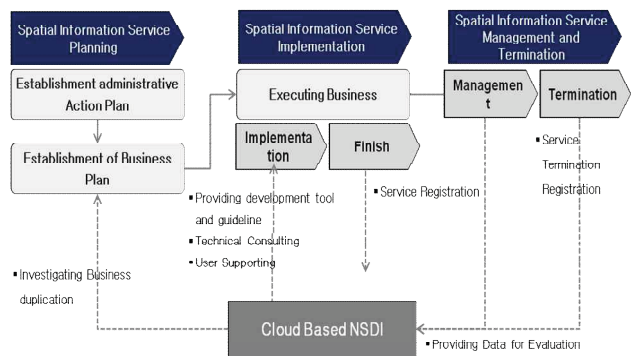 Spatial Information Service
Planning
Spatial Information Service
Implementation
Spatial Information Service
Management and
Termination
Establishment administrative
Action Plan
Executing Business
Managemen
t
Termination
Establishment of Business
Plan
Implementa
tion
Finish
▪ Service
Termination
Registration
▪ Providing development tool
and guideline
▪ Technical Consulting
▪ User Supporting
▪ Service Registration
▪ Investigating Business
duplication
Cloud Based NSDI
▪ Providing Data for Evaluation